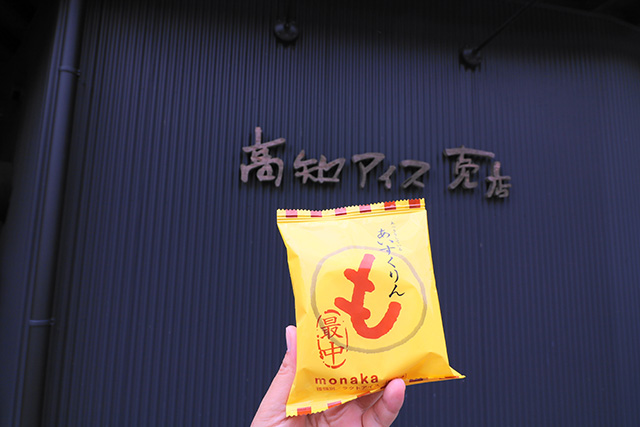 高知アイス売店
あいすくりん
も
最中
monaka